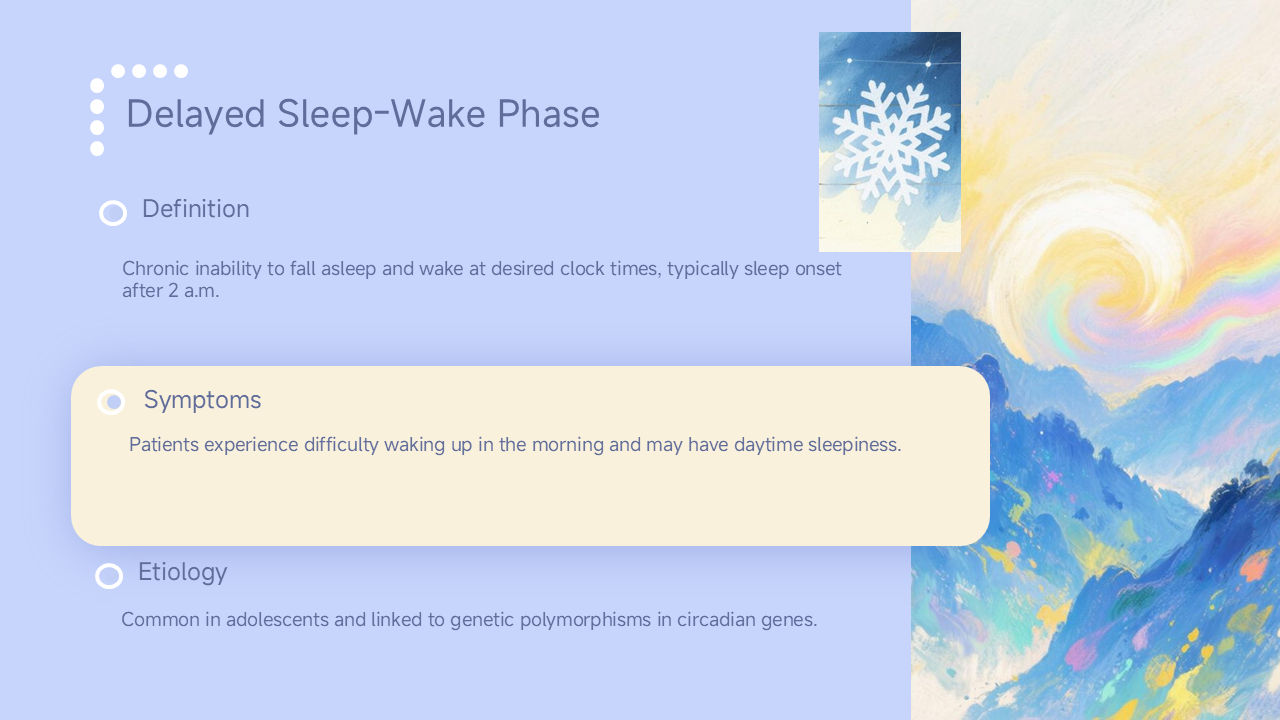 Delayed Sleep-Wake Phase
Definition
Chronic inability to fall asleep and wake at desired clock times, typically sleep onset
after 2 a.m.
Symptoms
Patients experience difficulty waking up in the morning and may have daytime sleepiness.
Etiology
Common in adolescents and linked to genetic polymorphisms in circadian genes.